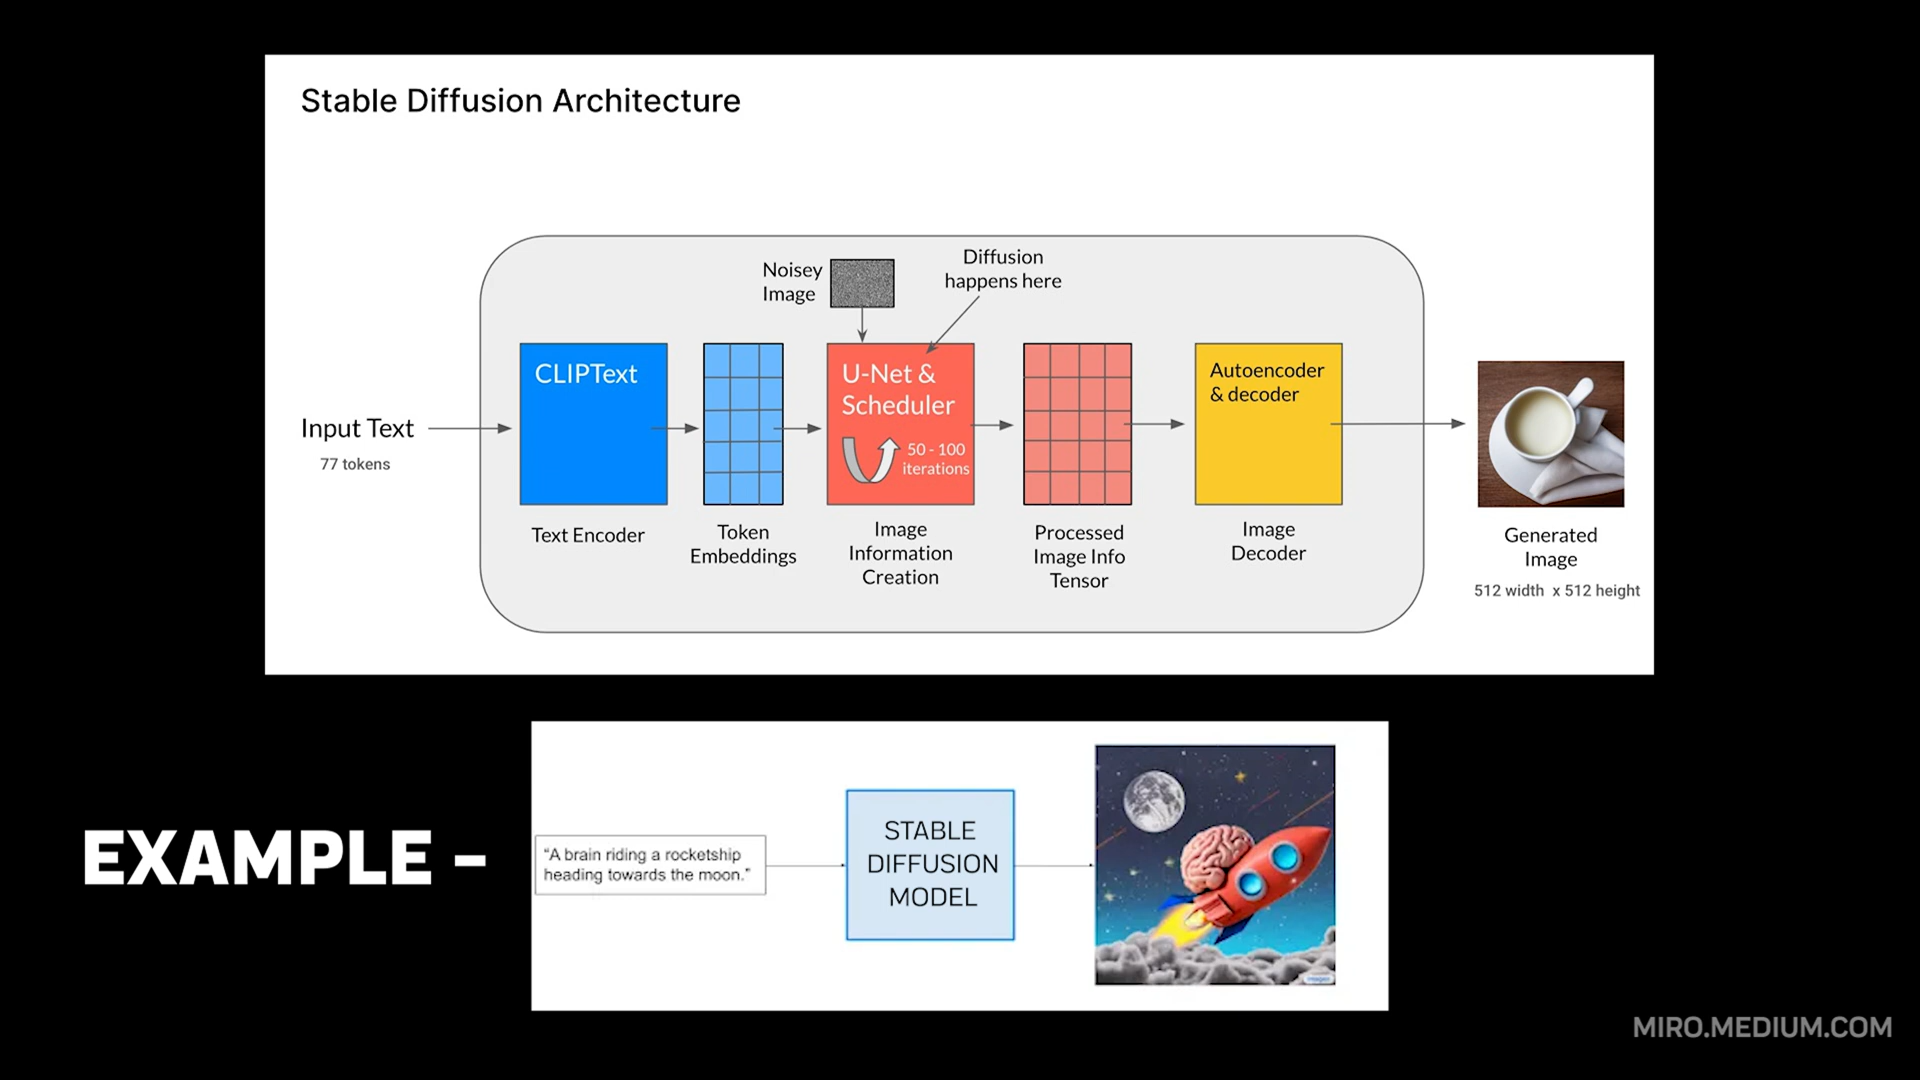 Stable Diffusion Architecture
Noisey
Image
Diffusion
happens here
Input Text
77 tokens
CLIPText
Text Encoder
Token
Embeddings
U-Net &
Scheduler
50 - 100
iterations
Image
Information
Creation
Processed
Image Info
Tensor
Autoencoder
& decoder
Image
Decoder
Generated
Image
512 width x 512 height
EXAMPLE –
“A brain riding a rocketship
heading towards the moon.”
STABLE
DIFFUSION
MODEL
MIRO.MEDIUM.COM